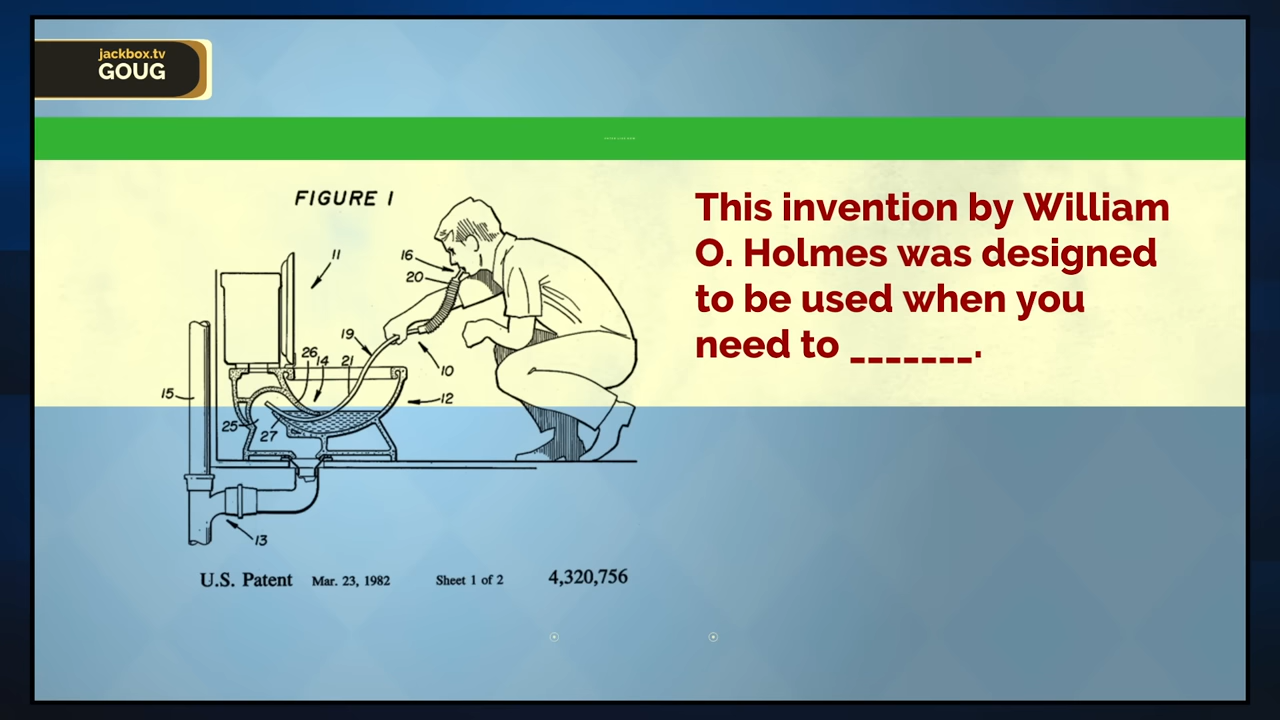 jackbox.tv
GOUG
FIGURE 1
This invention by William
O. Holmes was designed
to be used when you
need to _______.
11
16
20
19
26
14
21
10
15
12
25
27
13
U.S. Patent Mar. 23, 1982 Sheet 1 of 2 4,320,756